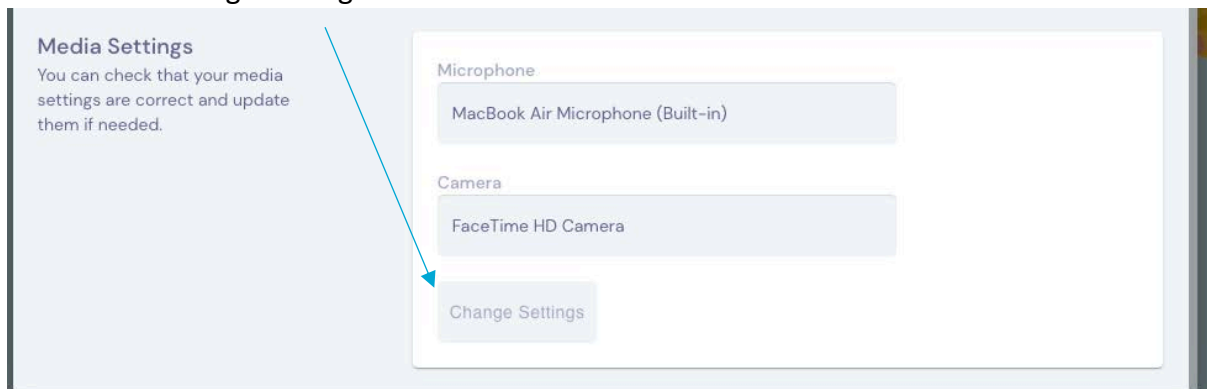 Media Settings
You can check that your media
settings are correct and update
them if needed.
Microphone
MacBook Air Microphone (Built-in)
Camera
FaceTime HD Camera
Change Settings